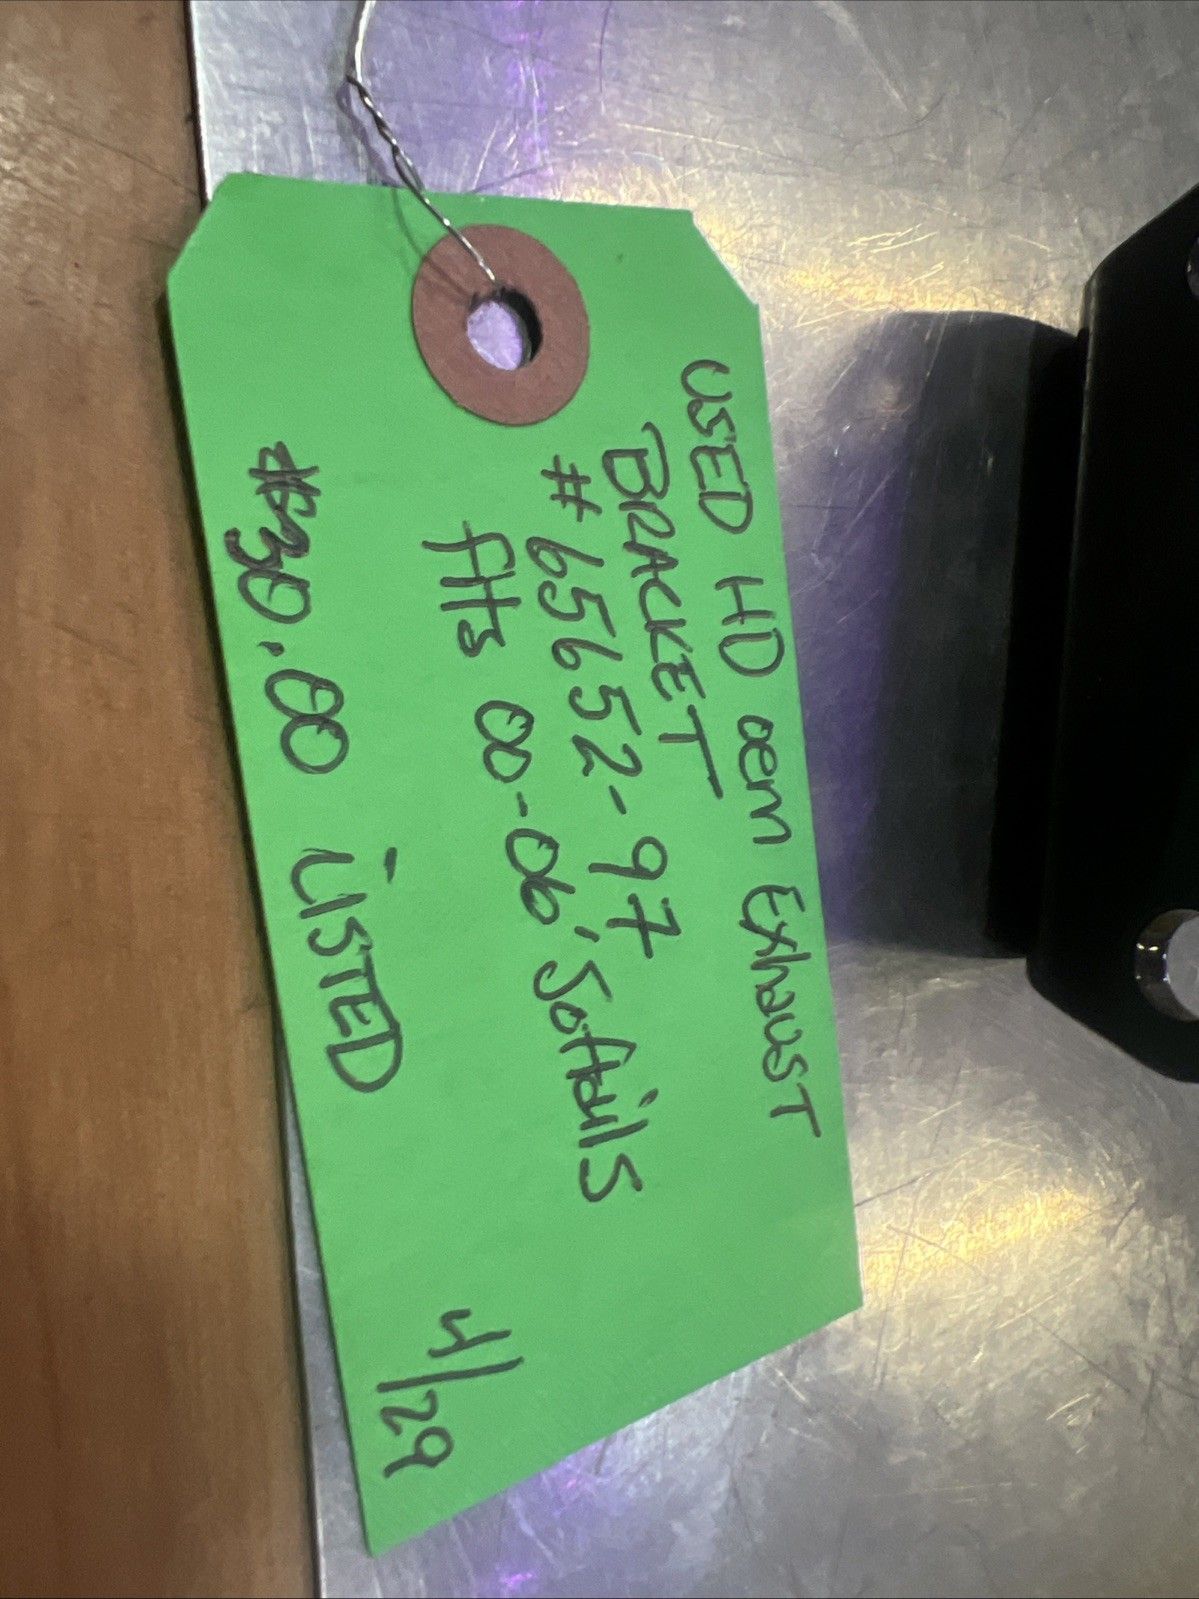 USED HD oem Exhaust
BRACKET
# 65652-97
fits 00-06' Softails
$30.00 LISTED
4/29